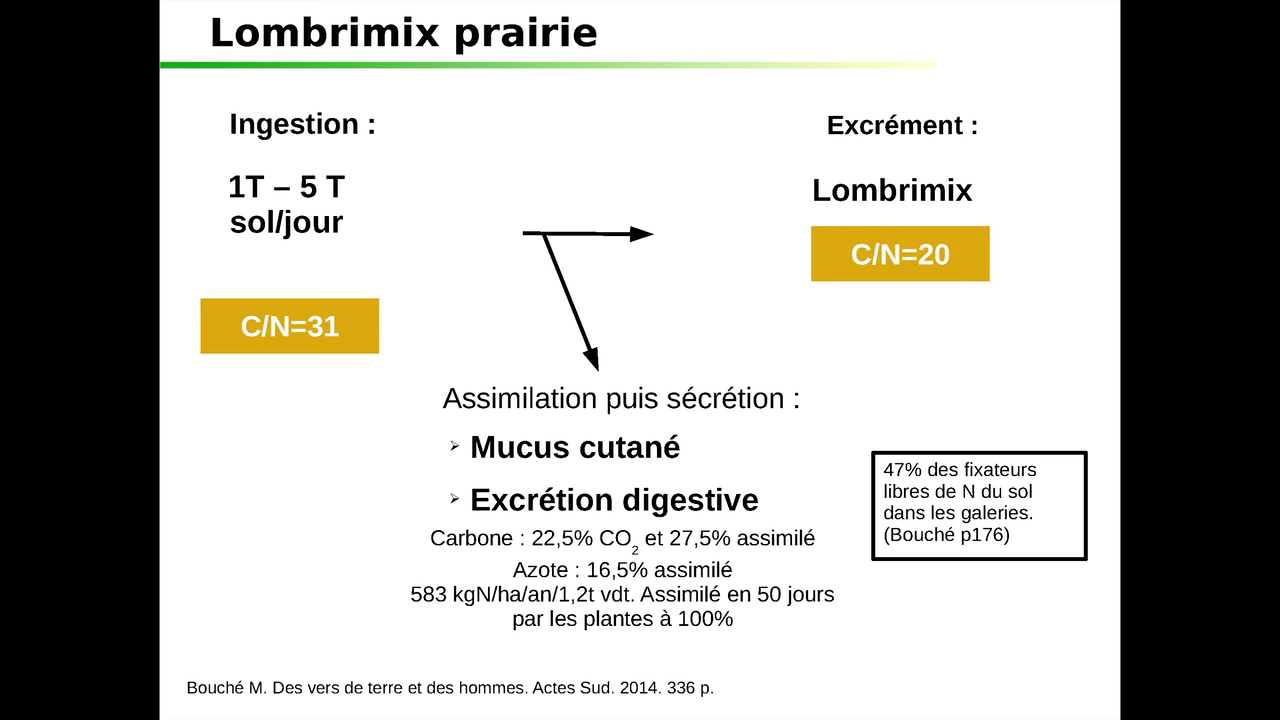 Lombrimix prairie
Ingestion :
1T – 5 T
sol/jour
C/N=31
Excrément :
Lombrimix
C/N=20
Assimilation puis sécrétion :
➢ Mucus cutané
➢ Excrétion digestive
Carbone : 22,5% CO2 et 27,5% assimilé
Azote : 16,5% assimilé
583 kgN/ha/an/1,2t vdt. Assimilé en 50 jours
par les plantes à 100%
47% des fixateurs
libres de N du sol
dans les galeries.
(Bouché p176)
Bouché M. Des vers de terre et des hommes. Actes Sud. 2014. 336 p.